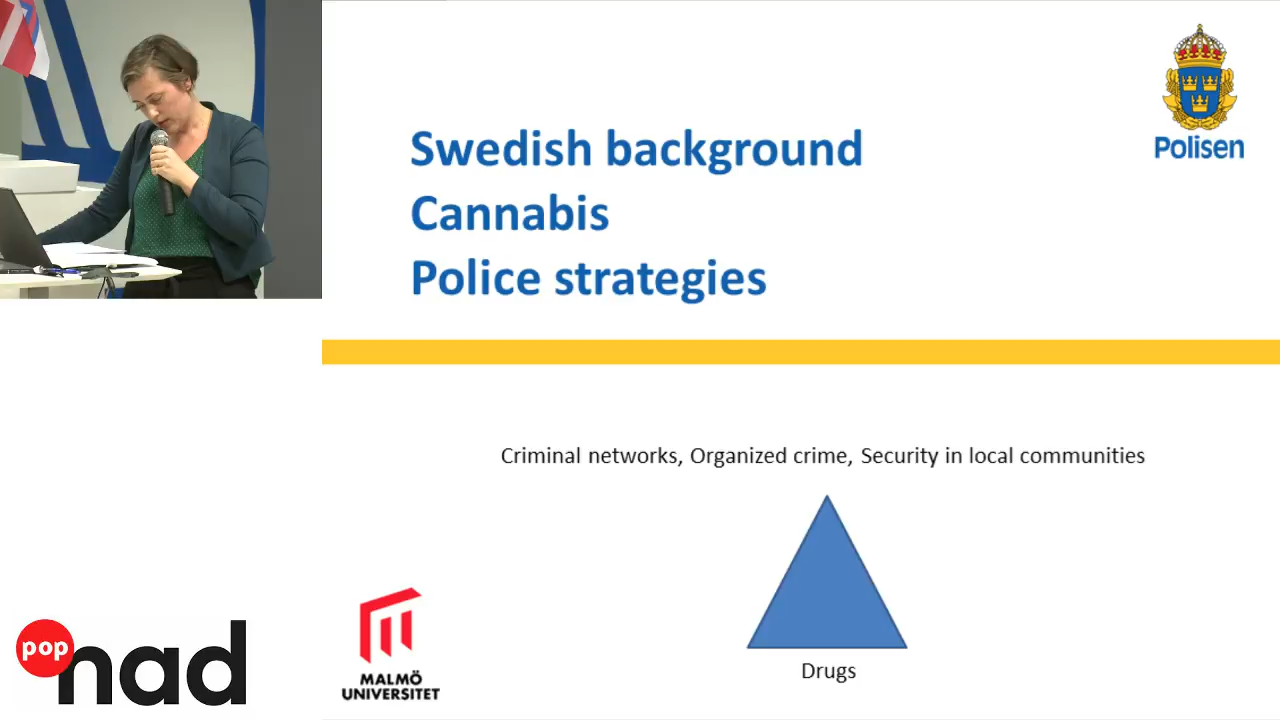 Polisen
Swedish background
Cannabis
Police strategies
Criminal networks, Organized crime, Security in local communities
Drugs
MALMÖ
UNIVERSITET
pop
nad